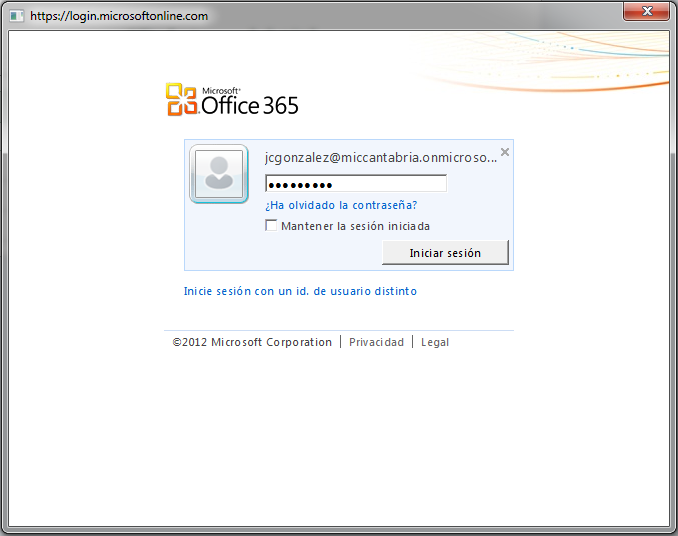 https://login.microsoftonline.com
Microsoft®
Office 365
jcgonzalez@miccantabria.onmicroso...
¿Ha olvidado la contraseña?
Mantener la sesión iniciada
Iniciar sesión
Inicie sesión con un id. de usuario distinto
©2012 Microsoft Corporation | Privacidad | Legal